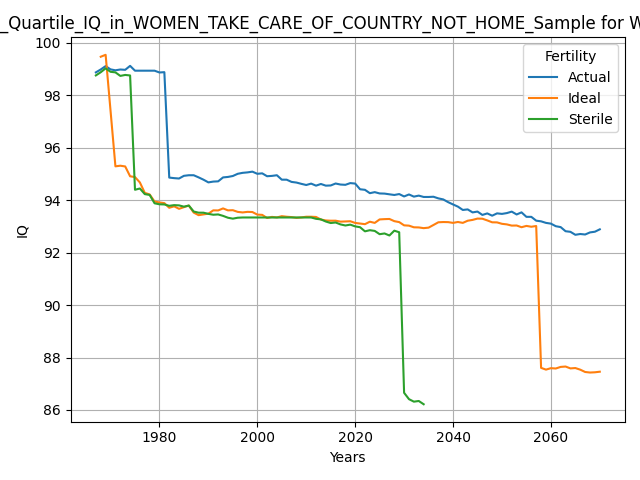 _Quartile_IQ_in_WOMEN_TAKE_CARE_OF_COUNTRY_NOT_HOME_Sample for W
100
98
96
94
92
90
88
86
IQ
Fertility
Actual
Ideal
Sterile
1980
2000
2020
2040
2060
Years